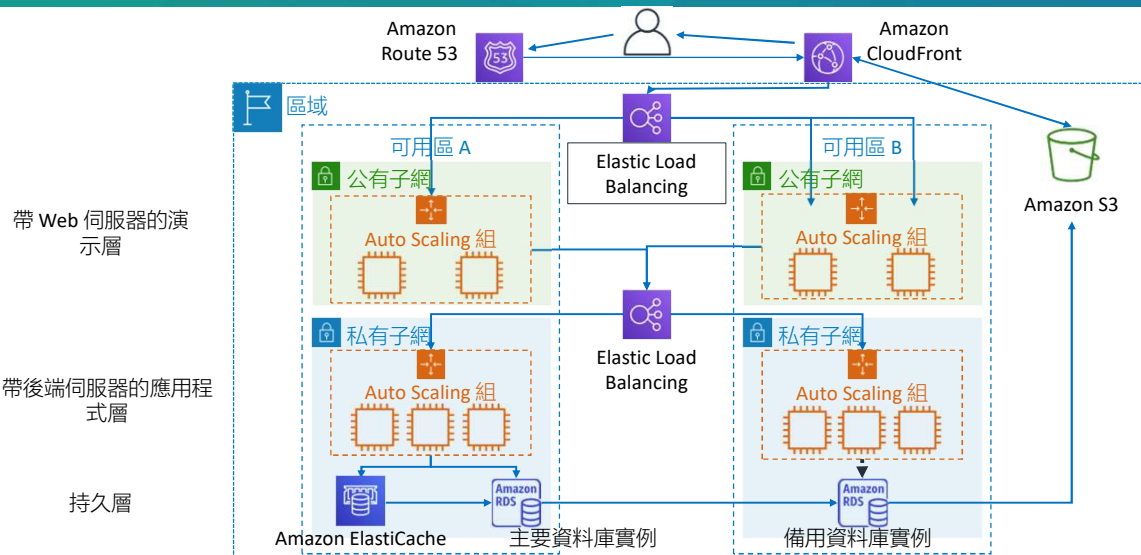 Amazon
Route 53
53
Amazon
CloudFront
區域
可用區 A
Elastic Load
Balancing
可用區 B
公有子網
公有子網
Amazon S3
帶 Web 伺服器的演
示層
Auto Scaling 組
Auto Scaling 組
私有子網
私有子網
Elastic Load
Balancing
帶後端伺服器的應用程
式層
Auto Scaling 組
Auto Scaling 組
持久層
Amazon
RDS
Amazon
RDS
Amazon ElastiCache
主要資料庫實例
備用資料庫實例